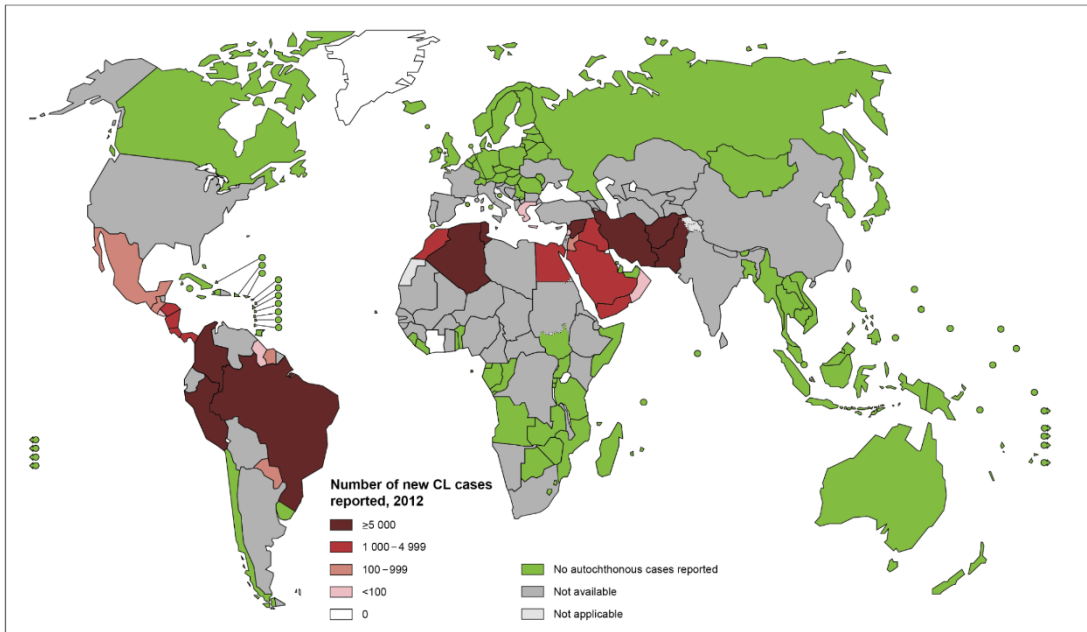 Number of new CL cases
reported, 2012
≥5 000
1 000–4 999
100–999
<100
0
No autochthonous cases reported
Not available
Not applicable